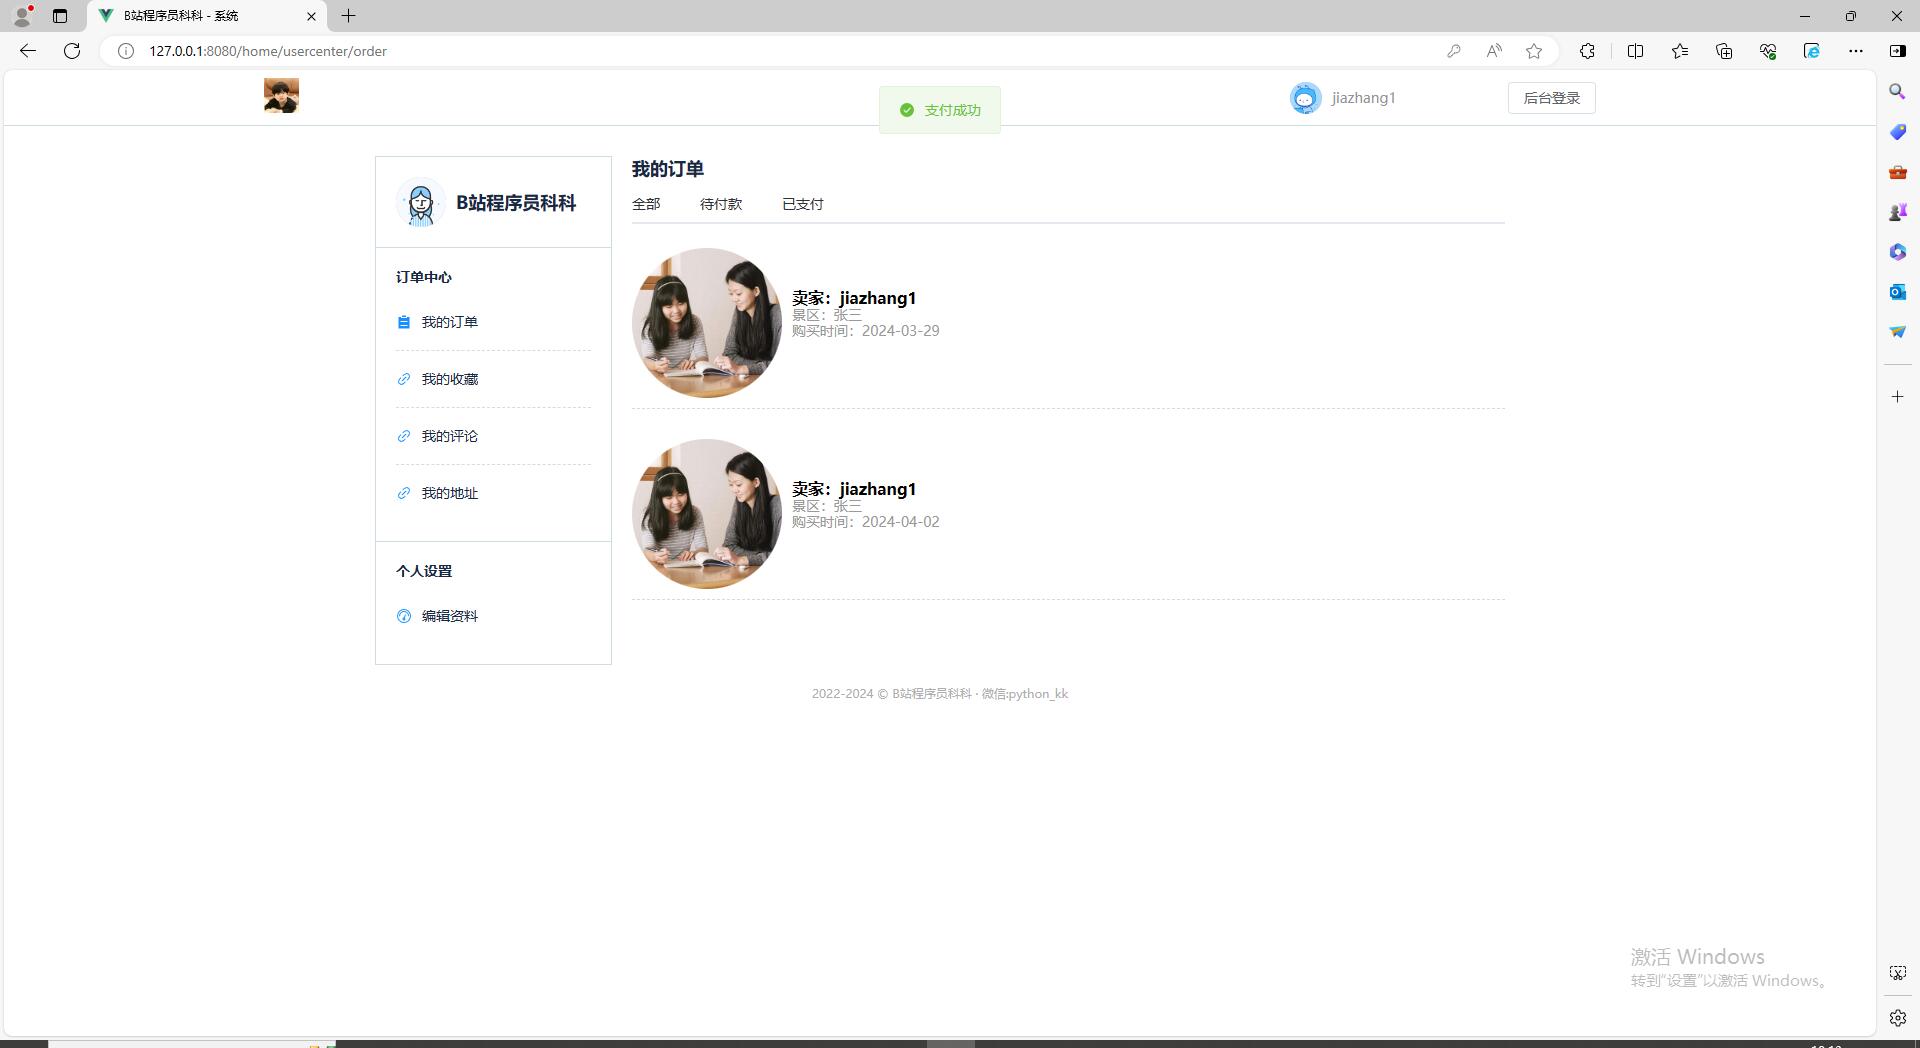 B站程序员科科 - 系统
127.0.0.1:8080/home/usercenter/order
支付成功
jiazhang1
后台登录
B站程序员科科
订单中心
我的订单
我的收藏
我的评论
我的地址
个人设置
编辑资料
我的订单
全部 待付款 已支付
卖家：jiazhang1
景区：张三
购买时间：2024-03-29
卖家：jiazhang1
景区：张三
购买时间：2024-04-02
2022-2024 © B站程序员科科 · 微信:python_kk
激活 Windows
转到“设置”以激活 Windows。